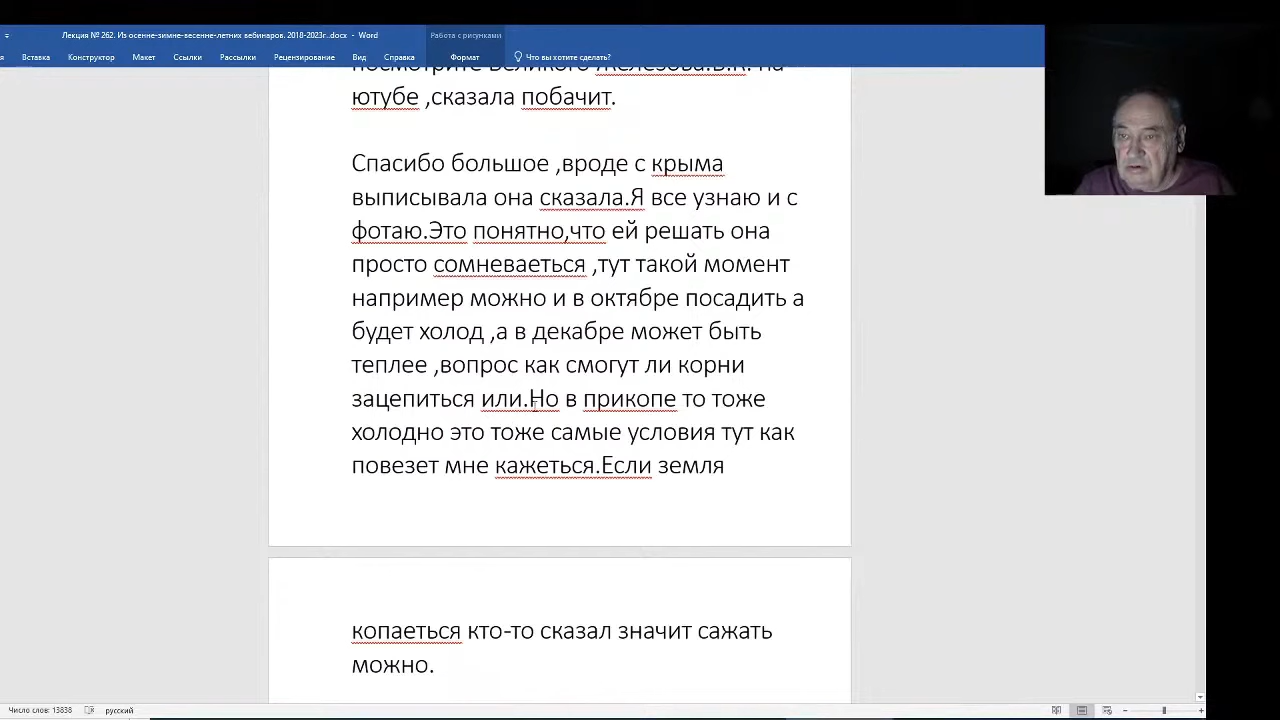 Лекция № 262. Из осенне-зимне-весенне-летних вебинаров. 2018-2023г..docx - Word
Работа с рисунками
Вставка Конструктор Макет Ссылки Рассылки Рецензирование Вид Справка Формат Что вы хотите сделать?
посмотрите Великого Железова.В.К. на
ютубе ,сказала побачит.
Спасибо большое ,вроде с крыма
выписывала она сказала.Я все узнаю и с
фотаю.Это понятно,что ей решать она
просто сомневаеться ,тут такой момент
например можно и в октябре посадить а
будет холод ,а в декабре может быть
теплее ,вопрос как смогут ли корни
зацепиться или.Но в прикопе то тоже
холодно это тоже самые условия тут как
повезет мне кажеться.Если земля
копаеться кто-то сказал значит сажать
можно.
Число слов: 13838 русский